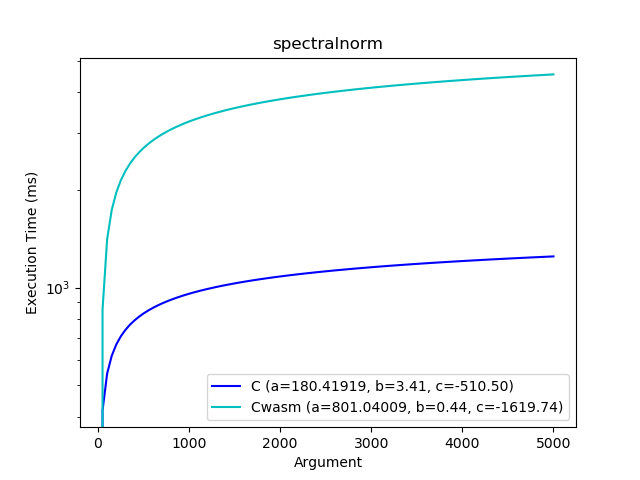 spectralnorm
Execution Time (ms)
10³
C (a=180.41919, b=3.41, c=-510.50)
Cwasm (a=801.04009, b=0.44, c=-1619.74)
0 1000 2000 3000 4000 5000
Argument